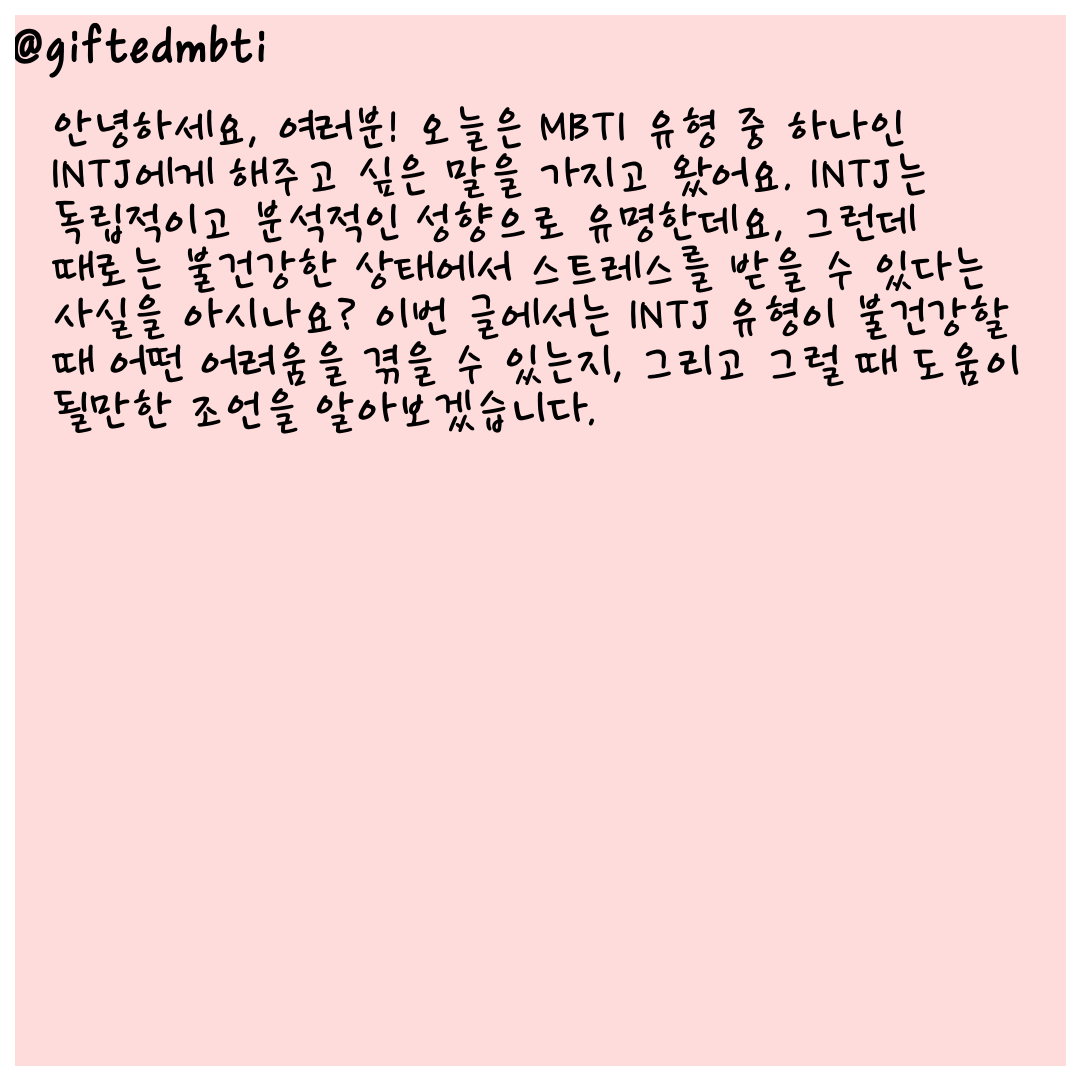 @giftedmbti
안녕하세요, 여러분! 오늘은 MBTI 유형 중 하나인
INTJ에게 해주고 싶은 말을 가지고 왔어요. INTJ는
독립적이고 분석적인 성향으로 유명한데요, 그런데
때로는 불건강한 상태에서 스트레스를 받을 수 있다는
사실을 아시나요? 이번 글에서는 INTJ 유형이 불건강할
때 어떤 어려움을 겪을 수 있는지, 그리고 그럴 때 도움이
될만한 조언을 알아보겠습니다.